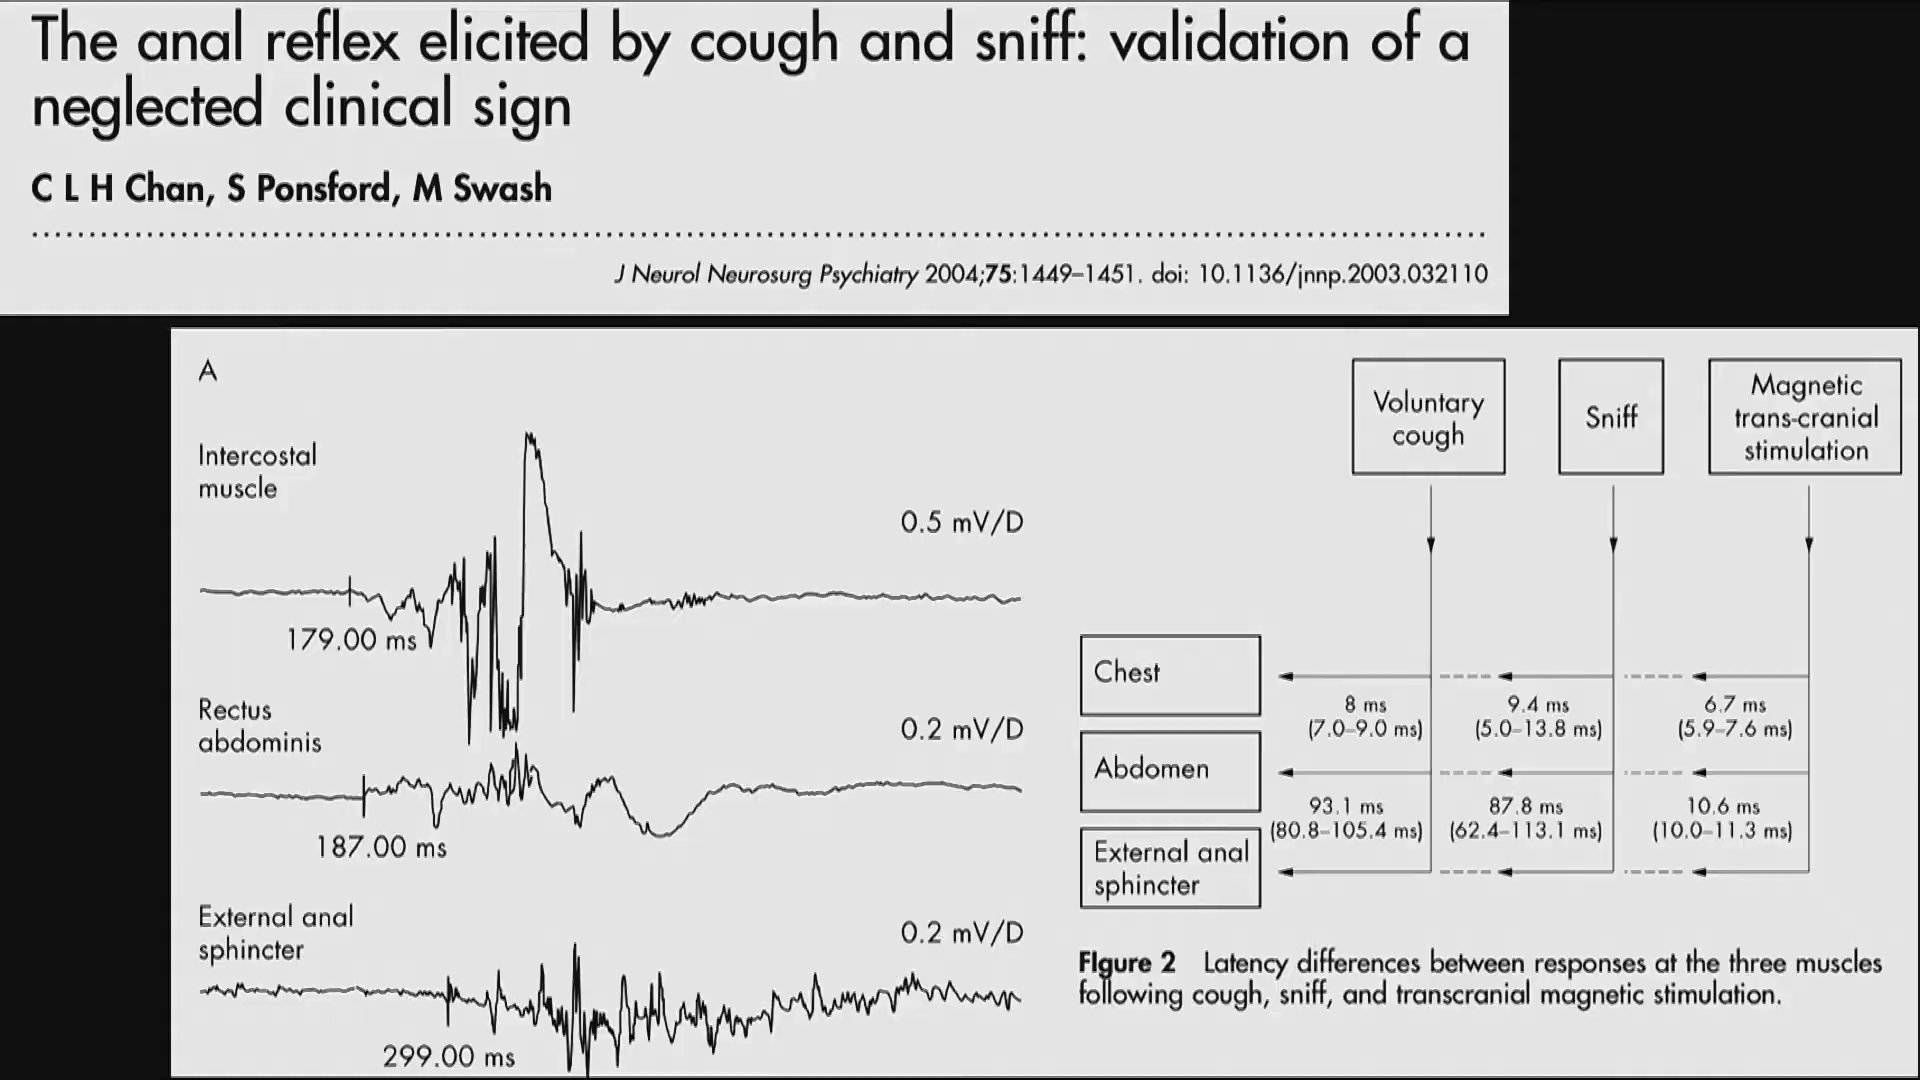 The anal reflex elicited by cough and sniff: validation of a
neglected clinical sign
C L H Chan, S Ponsford, M Swash
J Neurol Neurosurg Psychiatry 2004;75:1449–1451. doi: 10.1136/jnnp.2003.032110
A
Intercostal
muscle
0.5 mV/D
179.00 ms
Rectus
abdominis
0.2 mV/D
187.00 ms
External anal
sphincter
0.2 mV/D
299.00 ms
Voluntary
cough
Sniff
Magnetic
trans-cranial
stimulation
Chest
8 ms
(7.0–9.0 ms)
9.4 ms
(5.0–13.8 ms)
6.7 ms
(5.9–7.6 ms)
Abdomen
93.1 ms
(80.8–105.4 ms)
87.8 ms
(62.4–113.1 ms)
10.6 ms
(10.0–11.3 ms)
External anal
sphincter
Figure 2 Latency differences between responses at the three muscles
following cough, sniff, and transcranial magnetic stimulation.